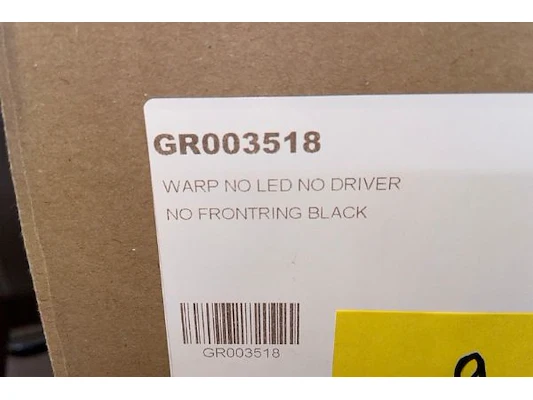 GR003518
WARP NO LED NO DRIVER
NO FRONTRING BLACK
GR003518